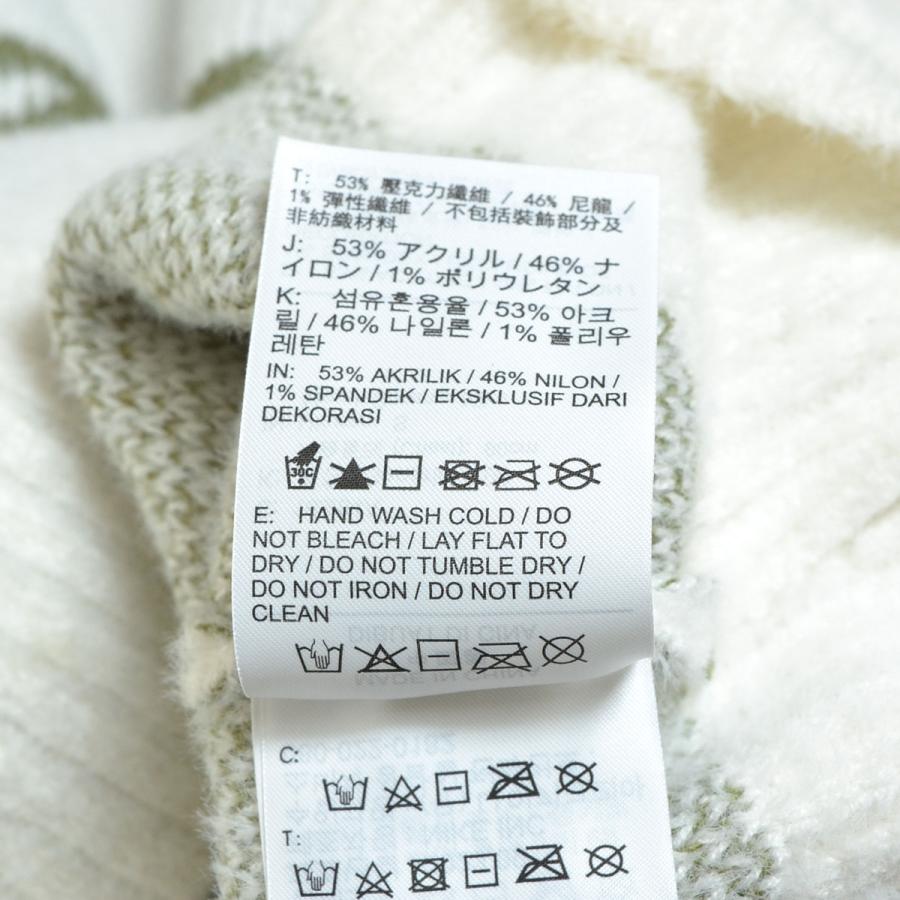 T: 53% 壓克力纖維 / 46% 尼龍 /
1% 彈性纖維 / 不包括裝飾部分及
非紡織材料
J: 53% アクリル / 46% ナ
イロン / 1% ポリウレタン
K: 섬유혼용율 / 53% 아크
릴 / 46% 나일론 / 1% 폴리우
레탄
IN: 53% AKRILIK / 46% NILON /
1% SPANDEK / EKSKLUSIF DARI
DEKORASI
30C
E: HAND WASH COLD / DO
NOT BLEACH / LAY FLAT TO
DRY / DO NOT TUMBLE DRY /
DO NOT IRON / DO NOT DRY
CLEAN
C:
T: